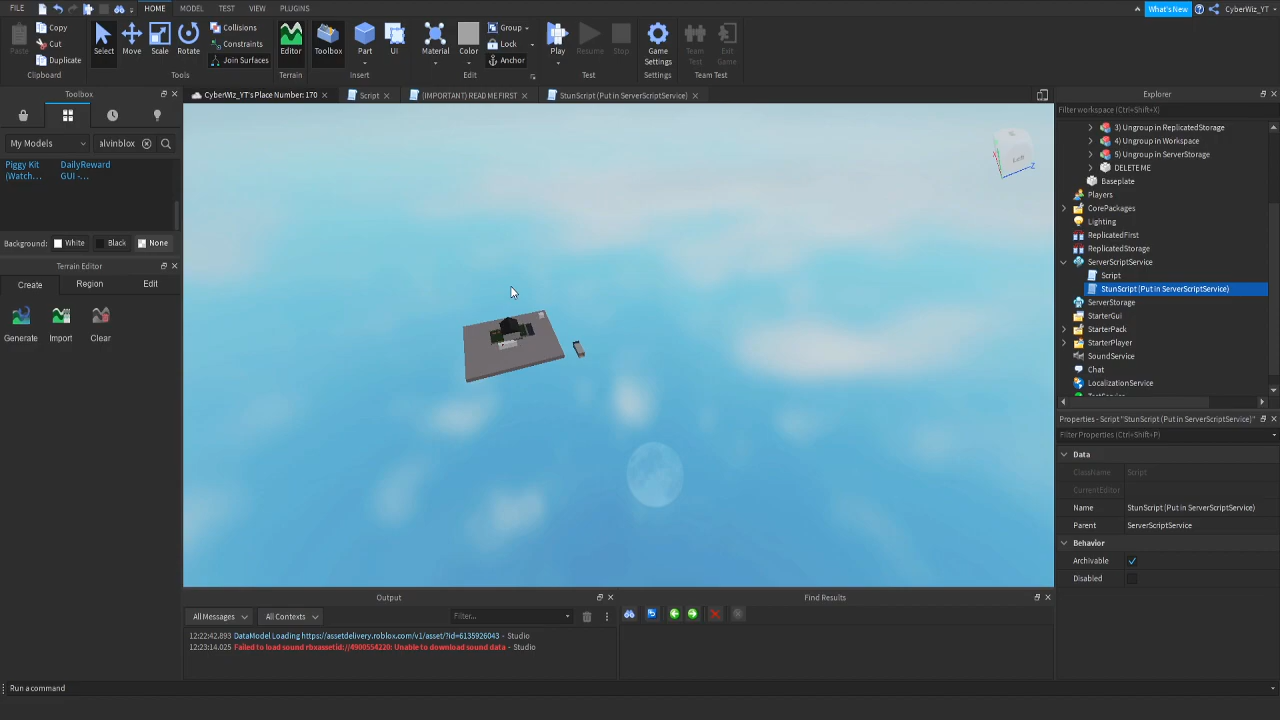 FILE HOME MODEL TEST VIEW PLUGINS What's New CyberWiz_YT
Copy
Cut
Duplicate
Paste
Clipboard
Select Move Scale Rotate
Collisions
Constraints
Join Surfaces
Tools
Editor
Terrain
Toolbox Part UI
Insert
Material Color
Group
Lock
Anchor
Edit
Play Resume Stop
Test
Game Settings
Settings
Team Test Exit Game
Team Test
Toolbox
My Models alvinblox
Piggy Kit (Watch...
DailyReward GUI -...
Background: White Black None
Terrain Editor
Create Region Edit
Generate Import Clear
CyberWiz_YT's Place Number: 170 Script (IMPORTANT) READ ME FIRST StunScript (Put in ServerScriptService)
Left
Z
Explorer
Filter workspace (Ctrl+Shift+X)
3) Ungroup in ReplicatedStorage
4) Ungroup in Workspace
5) Ungroup in ServerStorage
DELETE ME
Baseplate
Players
CorePackages
Lighting
ReplicatedFirst
ReplicatedStorage
ServerScriptService
Script
StunScript (Put in ServerScriptService)
ServerStorage
StarterGui
StarterPack
StarterPlayer
SoundService
Chat
LocalizationService
TestService
Properties - Script "StunScript (Put in ServerScriptService)"
Filter Properties (Ctrl+Shift+P)
Data
ClassName Script
CurrentEditor
Name StunScript (Put in ServerScriptService)
Parent ServerScriptService
Behavior
Archivable
Disabled
Output
All Messages All Contexts Filter...
12:22:42.893 DataModel Loading https://assetdelivery.roblox.com/v1/asset/?id=6135926043 - Studio
12:23:14.025 Failed to load sound rbxassetid://4900554220: Unable to download sound data - Studio
Find Results
Run a command